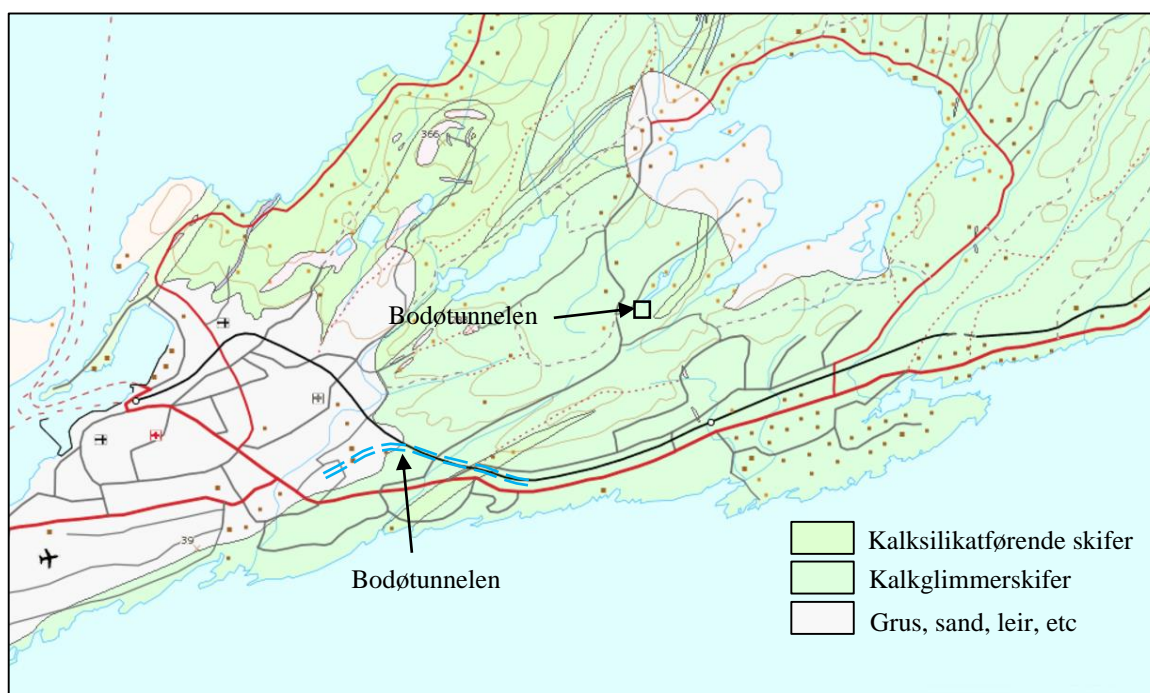 366
Bodøtunnelen
39
Bodøtunnelen
Kalksilikatførende skifer
Kalkglimmerskifer
Grus, sand, leir, etc